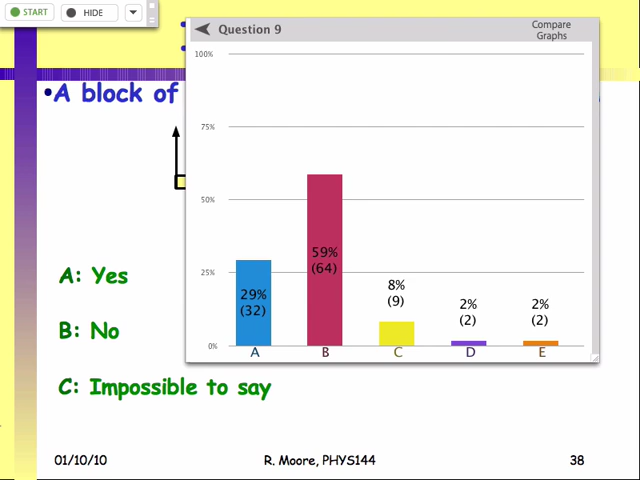 START
HIDE
Question 9
Compare
Graphs
100%
75%
50%
25%
0%
29%
(32)
59%
(64)
8%
(9)
2%
(2)
2%
(2)
A
B
C
D
E
•A block of
A: Yes
B: No
C: Impossible to say
01/10/10
R. Moore, PHYS144
38